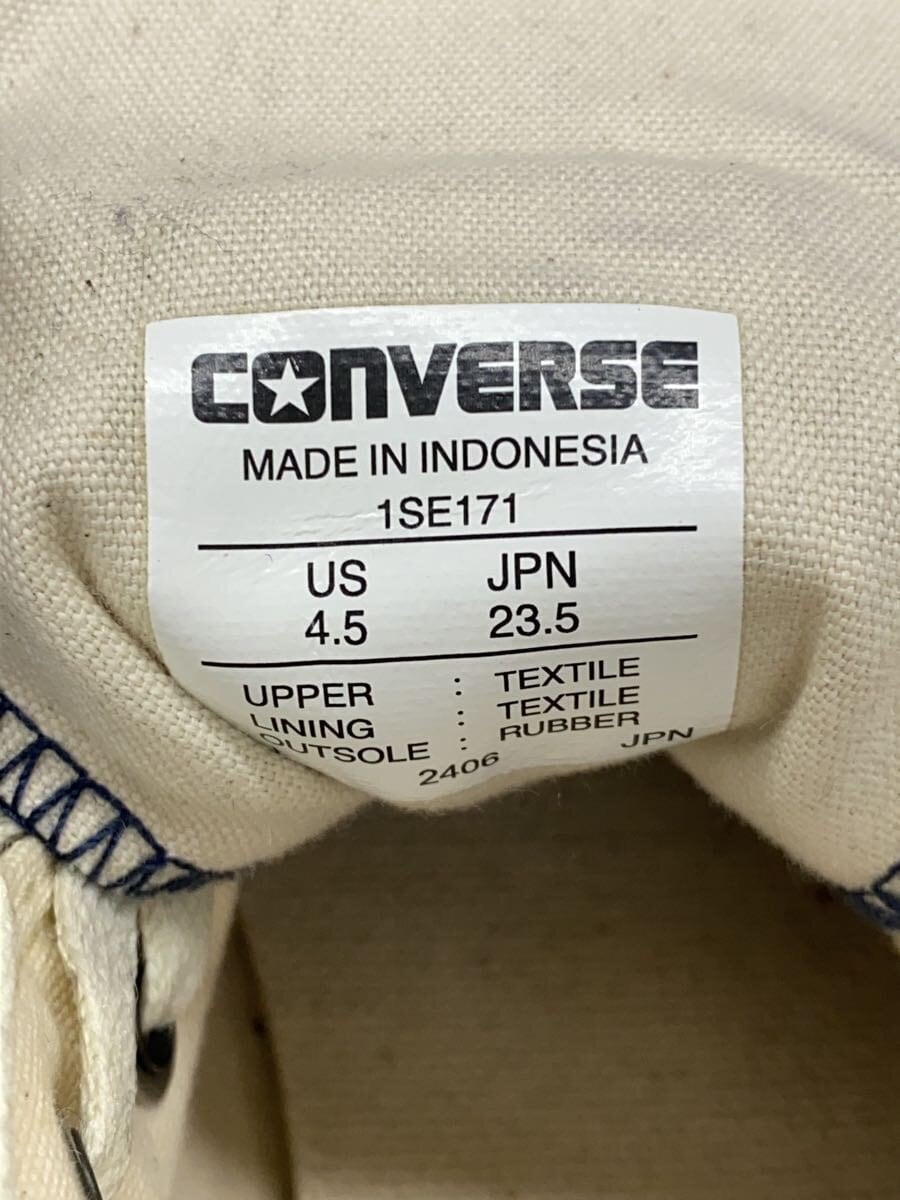 CONVERSE
MADE IN INDONESIA
1SE171
US JPN
4.5 23.5
UPPER : TEXTILE
LINING : TEXTILE
OUTSOLE : RUBBER
2406 JPN